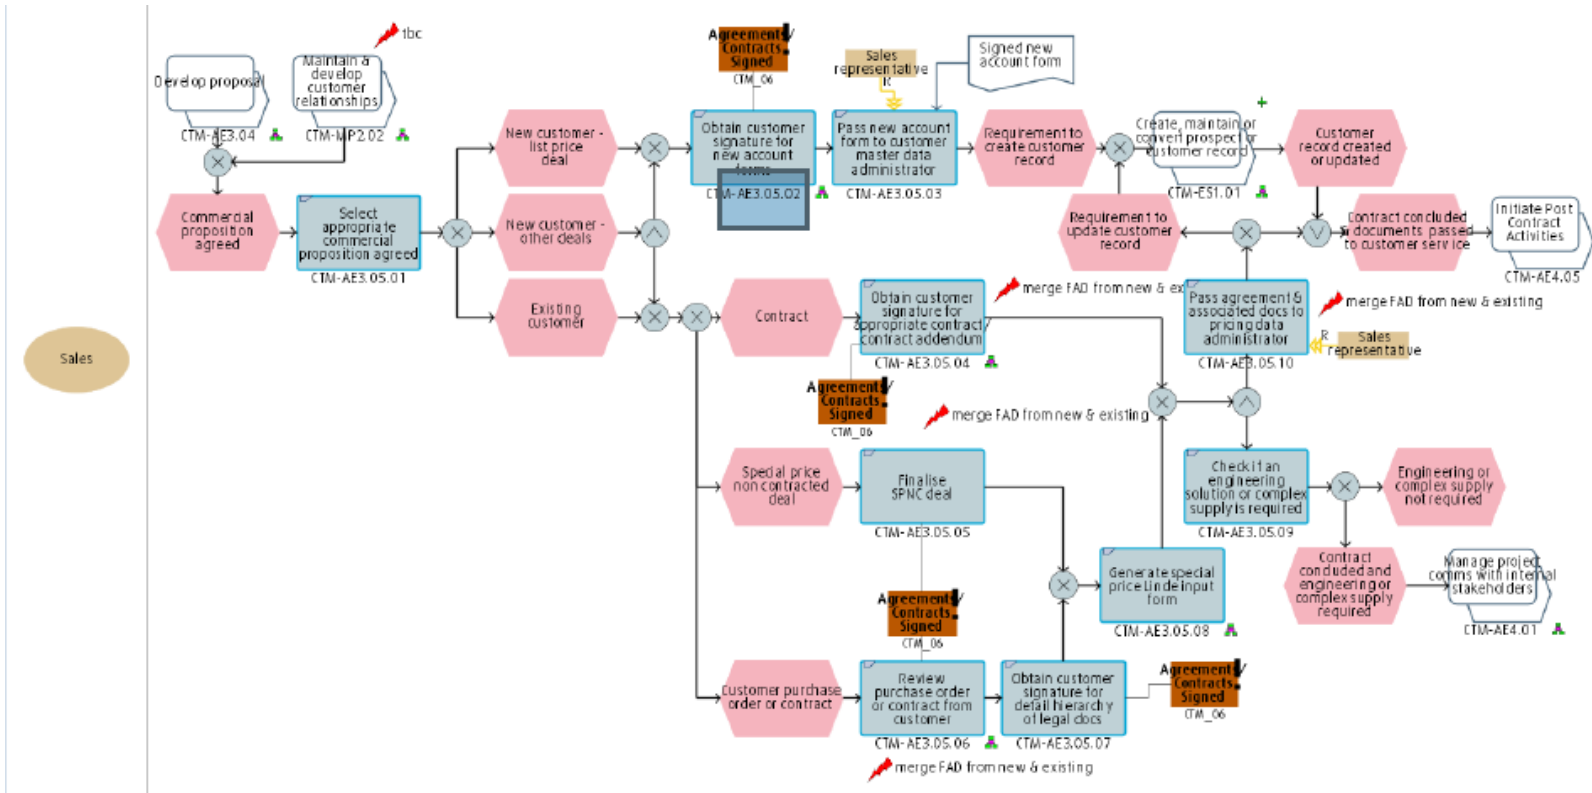 tbc
Develop proposal
CTM-AE3.04
Maintain &
develop
customer
relationships
CTM-MP2.02
Commercial
proposition
agreed
Select
appropriate
commercial
proposition agreed
CTM-AE3.05.01
New customer -
list price
deal
New customer -
other deals
Existing
customer
Agreements/
Contracts
Signed
CTM_06
Obtain customer
signature for
new account
forms
CTM-AE3.05.02
Sales
representative
R
Pass new account
form to customer
master data
administrator
CTM-AE3.05.03
Signed new
account form
Requirement to
create customer
record
Create, maintain or
convert prospect or
customer record
CTM-ES1.01
Customer
record created
or updated
Requirement to
update customer
record
Contract concluded
documents passed
to customer service
Initiate Post
Contract
Activities
CTM-AE4.05
Sales
Contract
Obtain customer
signature for
appropriate contract/
contract addendum
CTM-AE3.05.04
merge FAD from new & ex
Agreements/
Contracts
Signed
CTM_06
Pass agreement &
associated docs to
pricing data
administrator
CTM-AE3.05.10
merge FAD from new & existing
R
Sales
representative
merge FAD from new & existing
Special price
non contracted
deal
Finalise
SPNC deal
CTM-AE3.05.05
Check if an
engineering
solution or complex
supply is required
CTM-AE3.05.09
Engineering or
complex supply
not required
Contract
concluded and
engineering or
complex supply
required
Manage project
comms with internal
stakeholders
CTM-AE4.01
Generate special
price Linde input
form
CTM-AE3.05.08
Agreements/
Contracts
Signed
CTM_06
Customer purchase
order or contract
Review
purchase order
or contract from
customer
CTM-AE3.05.06
Obtain customer
signature for
detail hierarchy
of legal docs
CTM-AE3.05.07
Agreements/
Contracts
Signed
CTM_06
merge FAD from new & existing